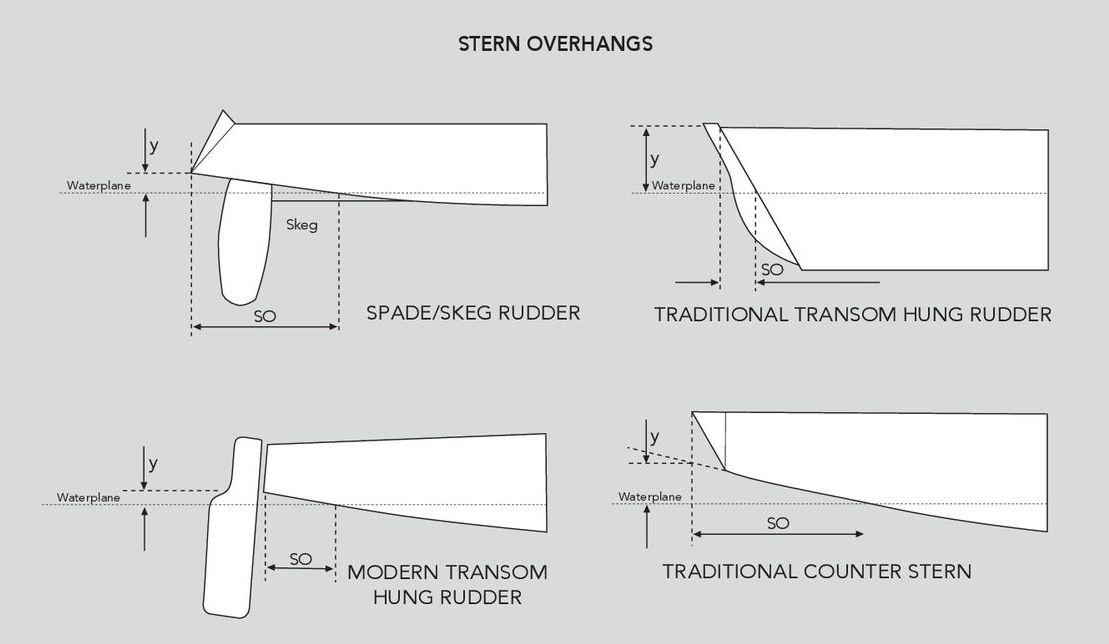 STERN OVERHANGS
y
Waterplane
Skeg
SO
SPADE/SKEG RUDDER
y
Waterplane
SO
TRADITIONAL TRANSOM HUNG RUDDER
y
Waterplane
SO
MODERN TRANSOM
HUNG RUDDER
y
Waterplane
SO
TRADITIONAL COUNTER STERN